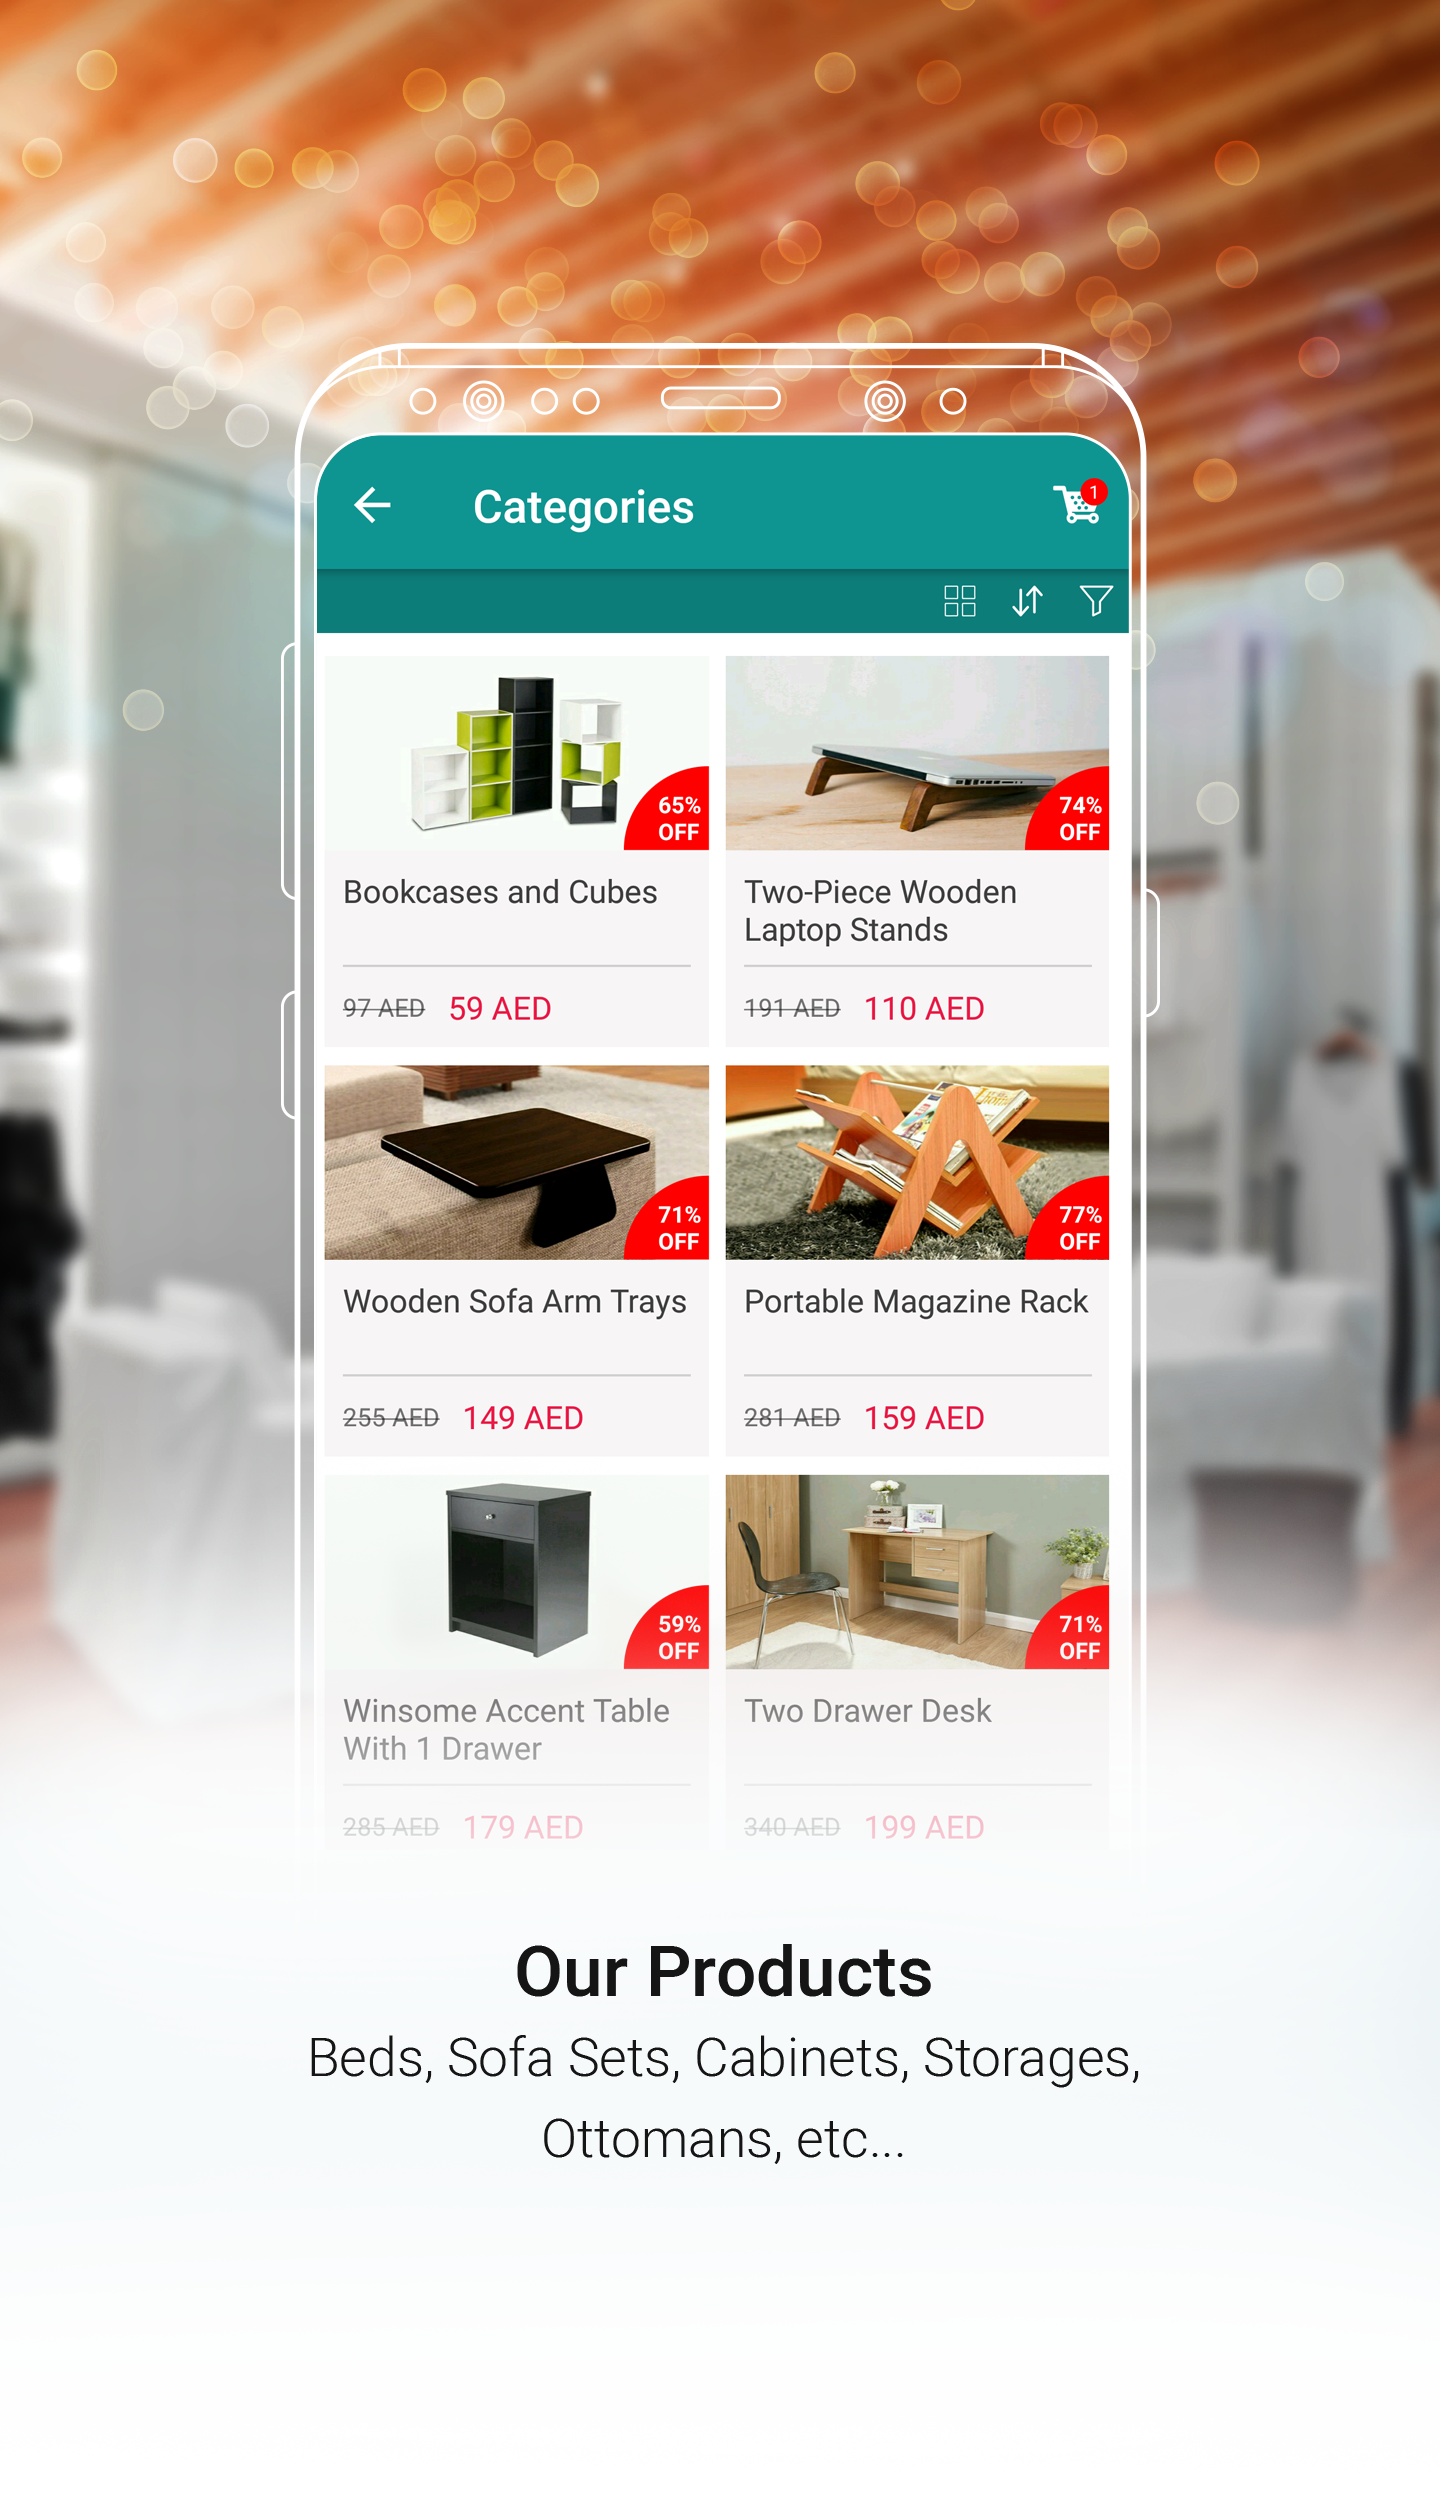 Categories
1
65%
OFF
74%
OFF
Bookcases and Cubes
Two-Piece Wooden
Laptop Stands
97 AED 59 AED
191 AED 110 AED
71%
OFF
77%
OFF
Wooden Sofa Arm Trays
Portable Magazine Rack
255 AED 149 AED
281 AED 159 AED
59%
OFF
71%
OFF
Winsome Accent Table
With 1 Drawer
Two Drawer Desk
285 AED 179 AED
340 AED 199 AED
Our Products
Beds, Sofa Sets, Cabinets, Storages,
Ottomans, etc...